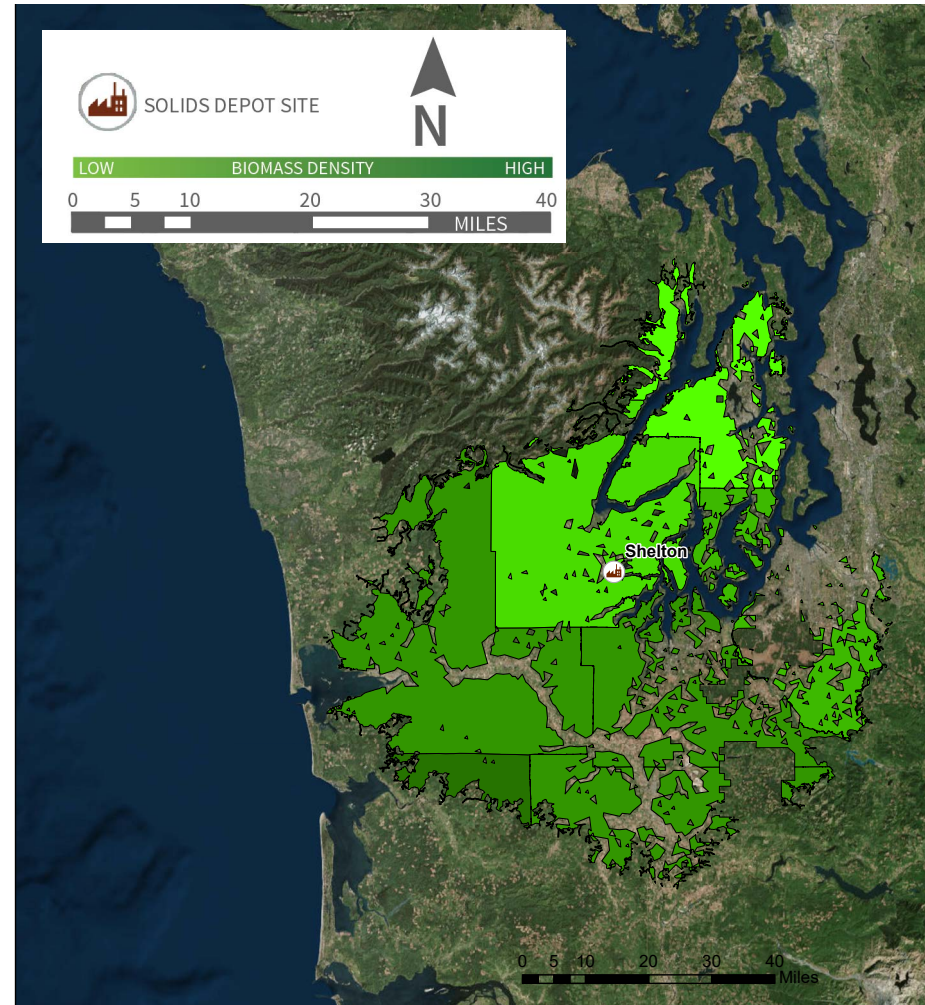 N
SOLIDS DEPOT SITE
LOW BIOMASS DENSITY HIGH
0 5 10 20 30 40
MILES
Shelton
0 5 10 20 30 40
Miles